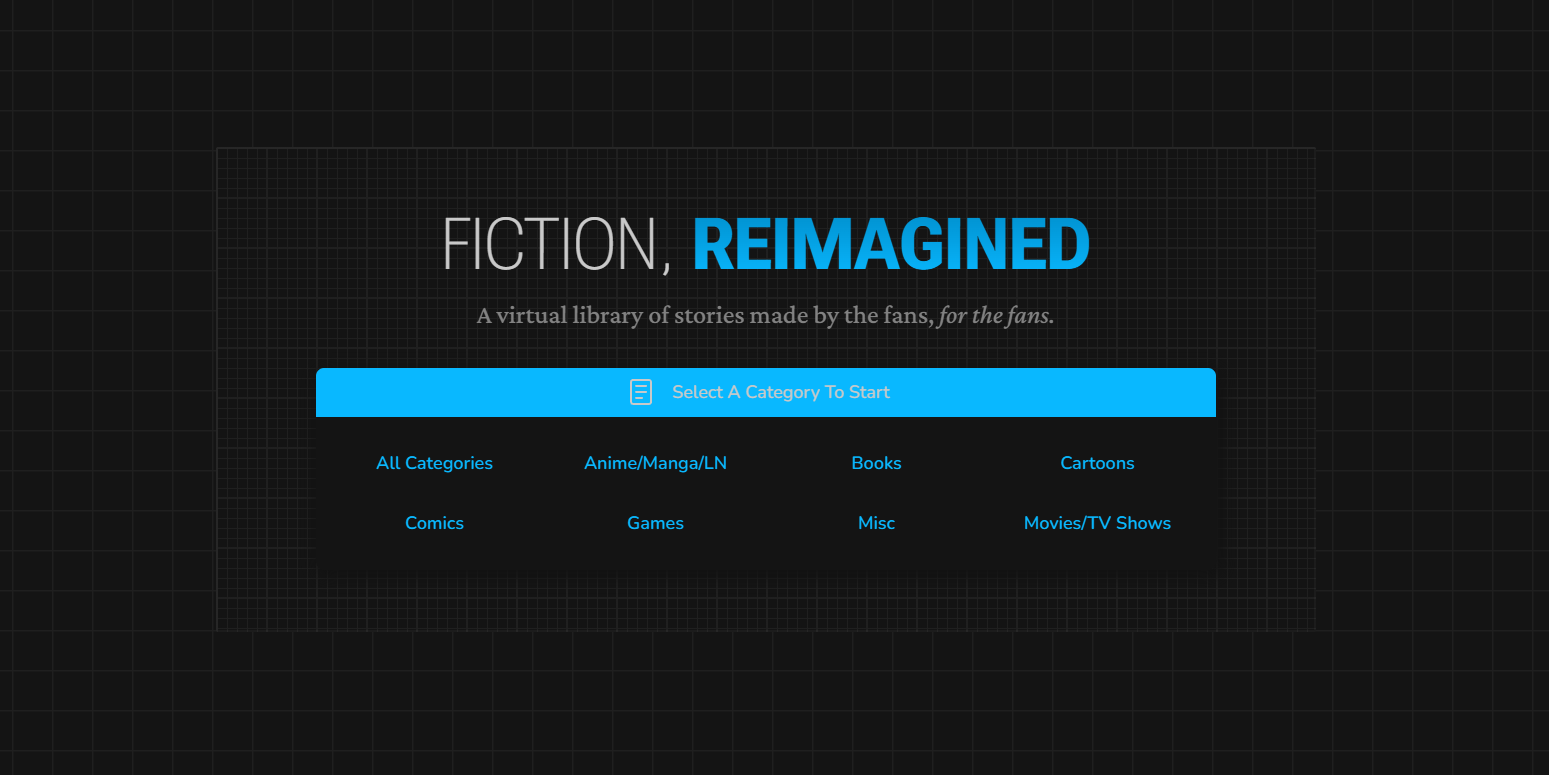 FICTION, REIMAGINED
A virtual library of stories made by the fans, for the fans.
Select A Category To Start
All Categories Anime/Manga/LN Books Cartoons
Comics Games Misc Movies/TV Shows